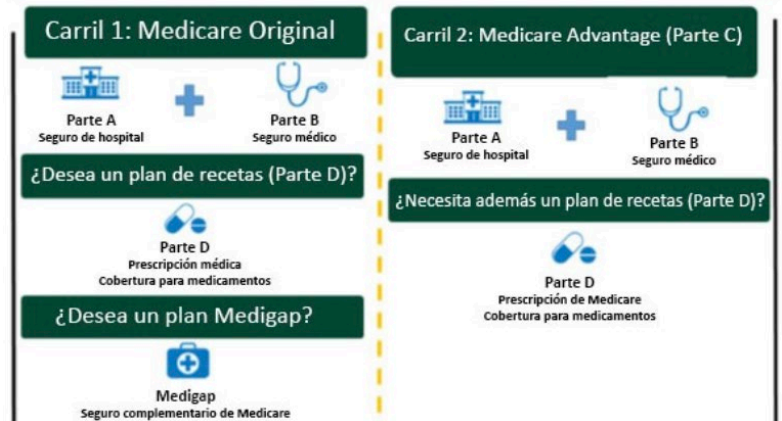 Carril 1: Medicare Original
Parte A
Seguro de hospital
Parte B
Seguro médico
¿Desea un plan de recetas (Parte D)?
Parte D
Prescripción médica
Cobertura para medicamentos
¿Desea un plan Medigap?
Medigap
Seguro complementario de Medicare
Carril 2: Medicare Advantage (Parte C)
Parte A
Seguro de hospital
Parte B
Seguro médico
¿Necesita además un plan de recetas (Parte D)?
Parte D
Prescripción de Medicare
Cobertura para medicamentos